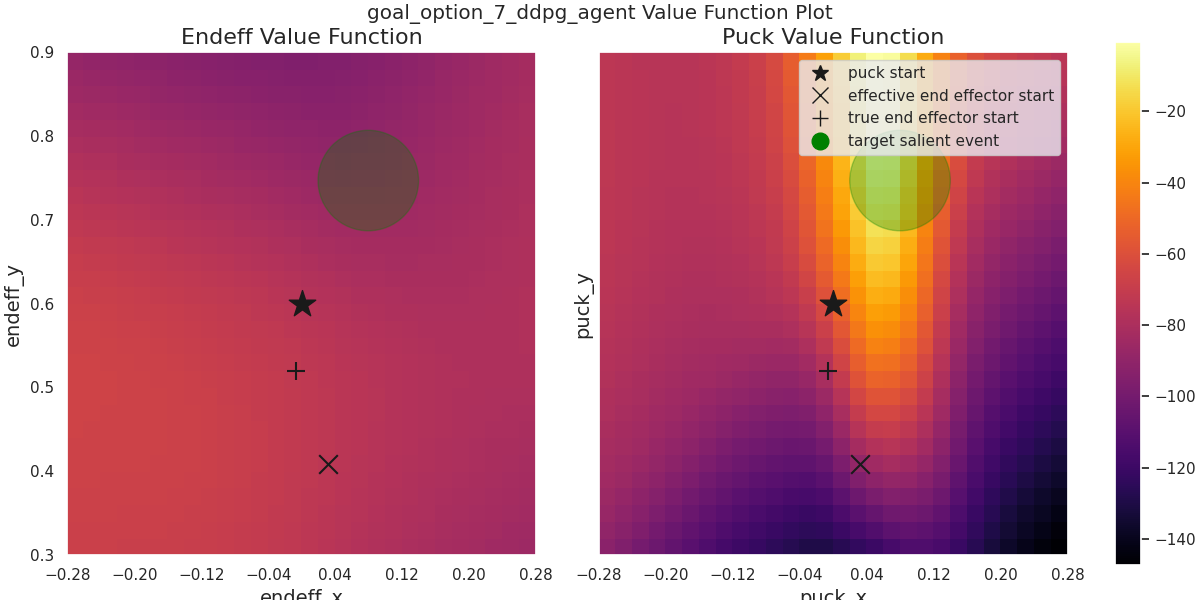 goal_option_7_ddpg_agent Value Function Plot
Endeff Value Function
Puck Value Function
0.9
0.8
0.7
0.6
0.5
0.4
0.3
endeff_y
−0.28 −0.20 −0.12 −0.04 0.04 0.12 0.20 0.28
endeff_x
puck_y
puck start
effective end effector start
true end effector start
target salient event
−0.28 −0.20 −0.12 −0.04 0.04 0.12 0.20 0.28
puck_x
−20
−40
−60
−80
−100
−120
−140